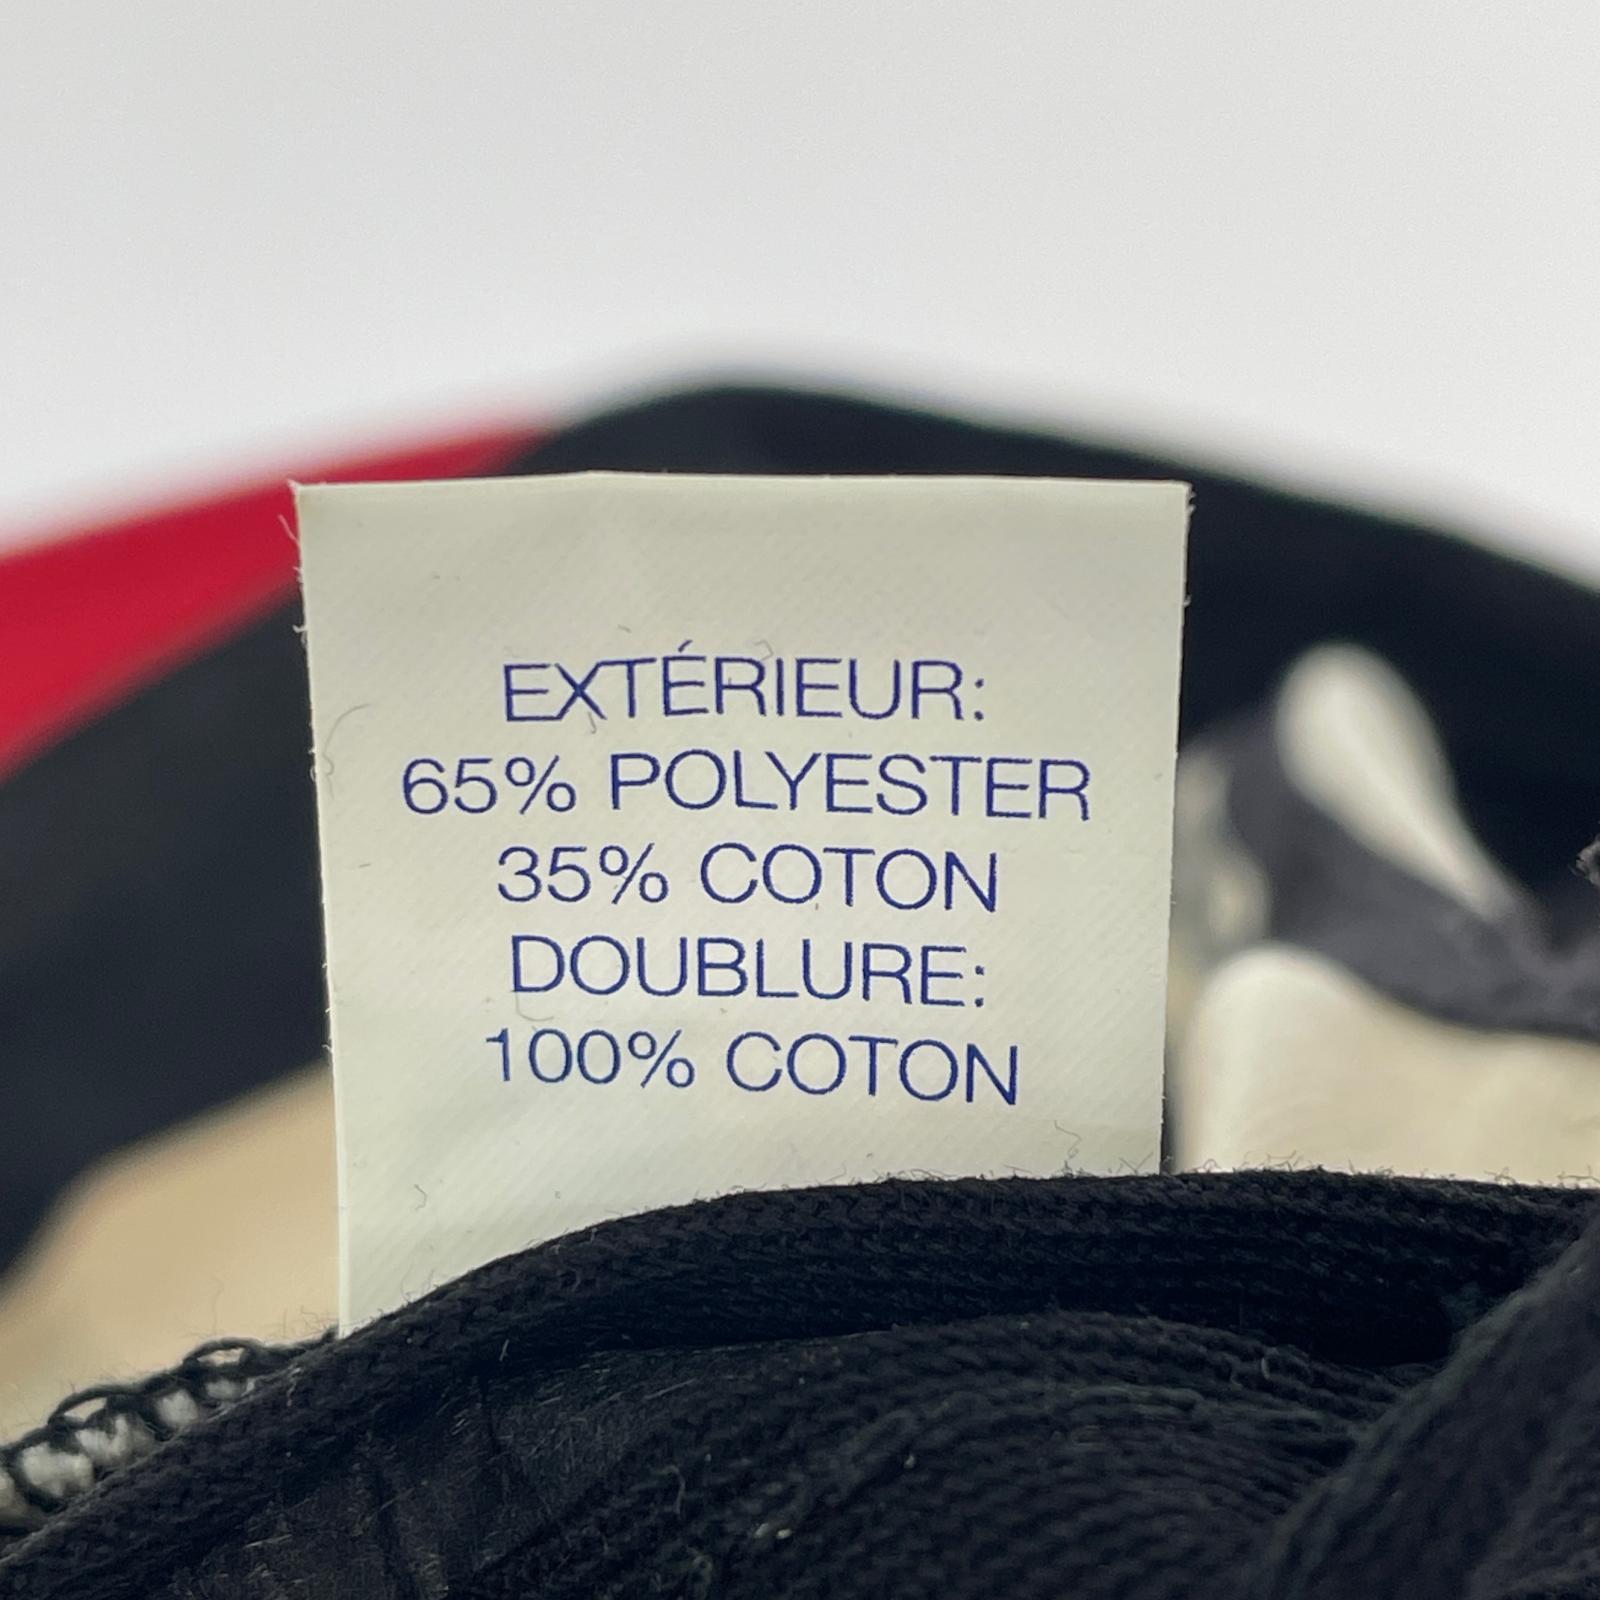 EXTÉRIEUR:
65% POLYESTER
35% COTON
DOUBLURE:
100% COTON